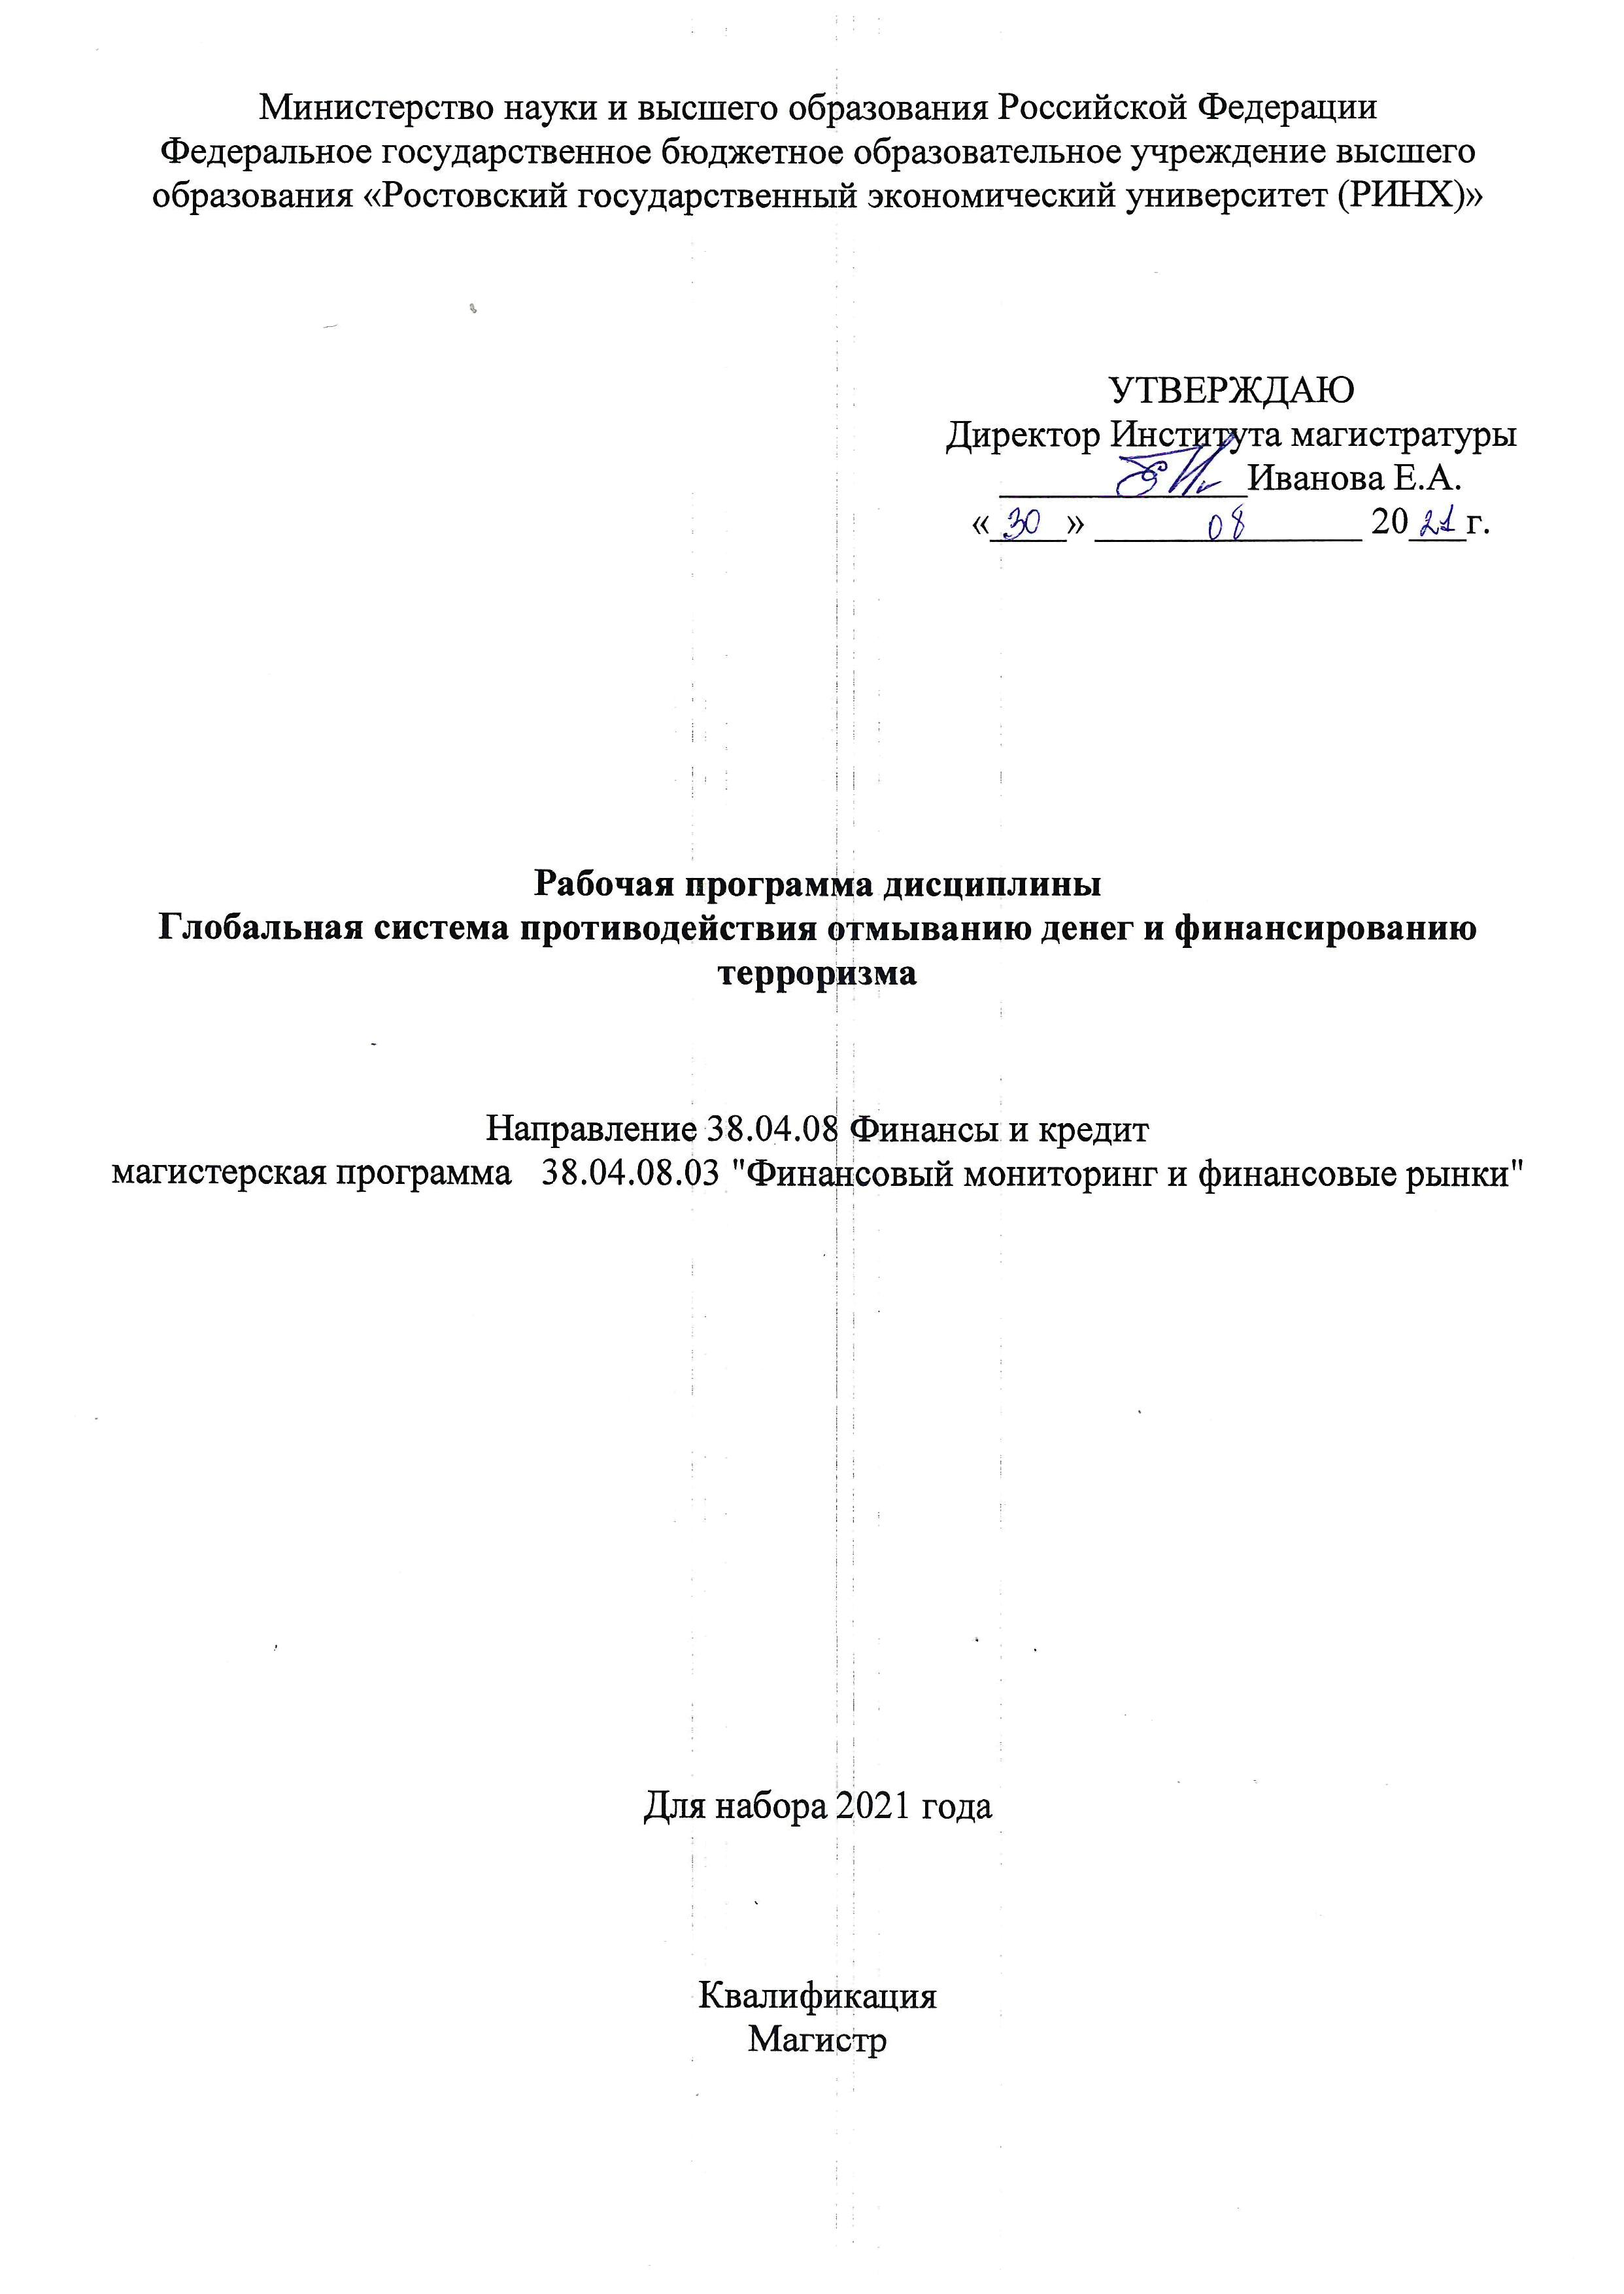 Министерство науки и высшего образования Российской Федерации
Федеральное государственное бюджетное образовательное учреждение высшего
образования «Ростовский государственный экономический университет (РИНХ)»
УТВЕРЖДАЮ
Директор Института магистратуры
Иванова Е.А.
«30» 08 2021г.
Рабочая программа дисциплины
Глобальная система противодействия отмыванию денег и финансированию
терроризма
Направление 38.04.08 Финансы и кредит
магистерская программа 38.04.08.03 "Финансовый мониторинг и финансовые рынки"
Для набора 2021 года
Квалификация
Магистр